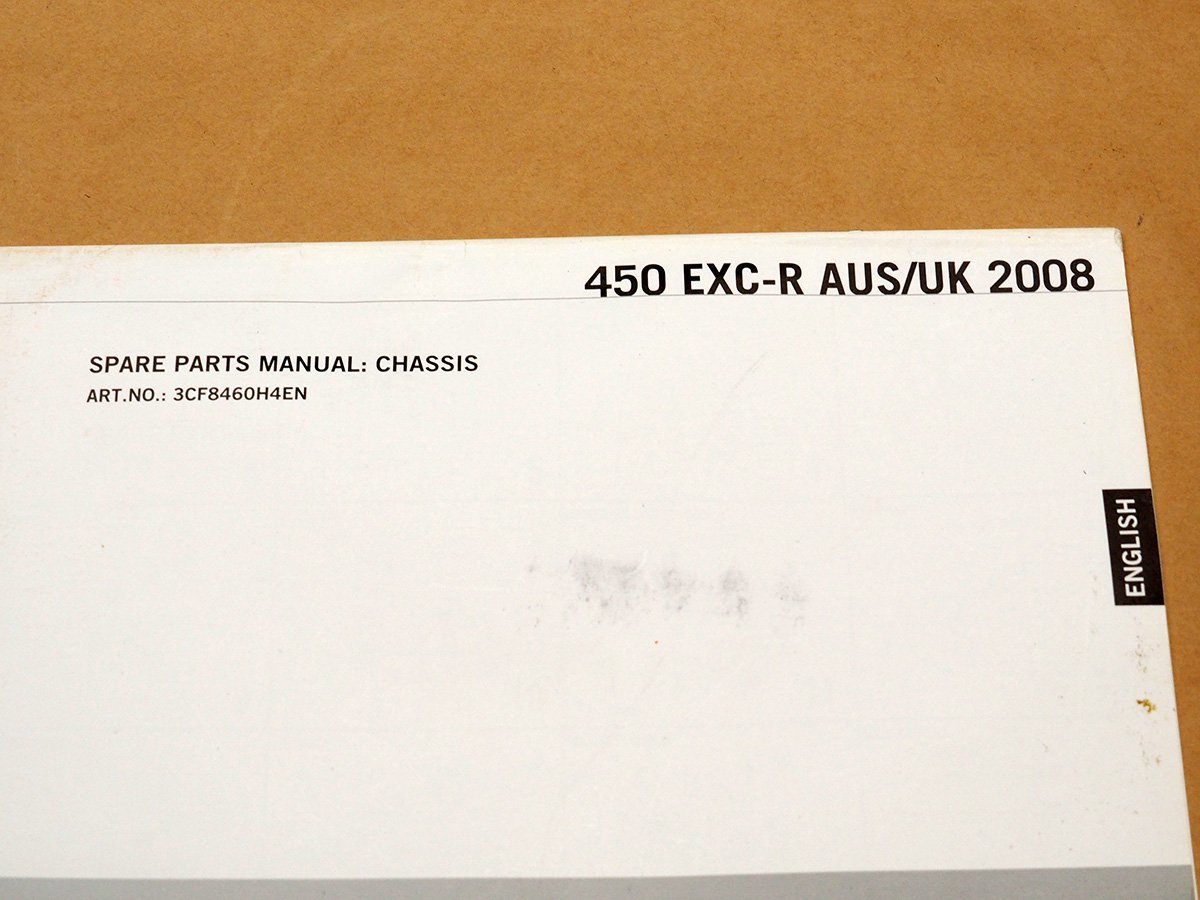 450 EXC-R AUS/UK 2008
SPARE PARTS MANUAL: CHASSIS
ART.NO.: 3CF8460H4EN
ENGLISH